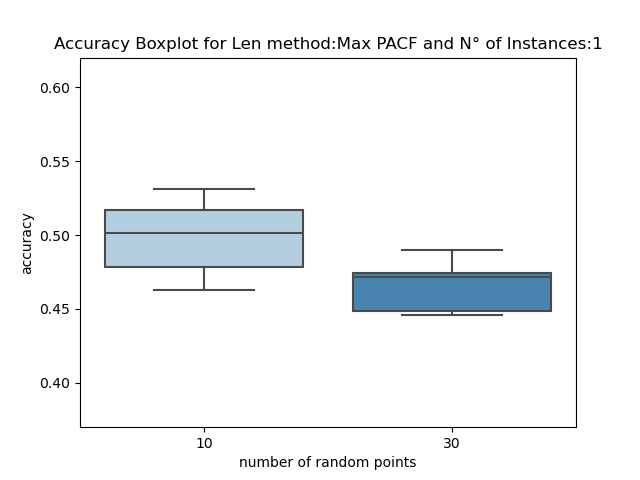 Accuracy Boxplot for Len method:Max PACF and N° of Instances:1
0.60
0.55
0.50
0.45
0.40
accuracy
10 30
number of random points